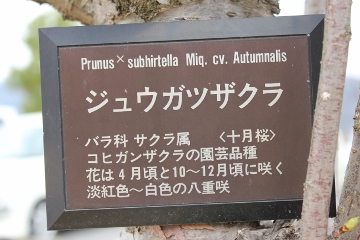 Prunus × subhirtella Miq. cv. Autumnalis
ジュウガツザクラ
バラ科 サクラ属 〈十月桜〉
コヒガンザクラの園芸品種
花は4月頃と10〜12月頃に咲く
淡紅色〜白色の八重咲